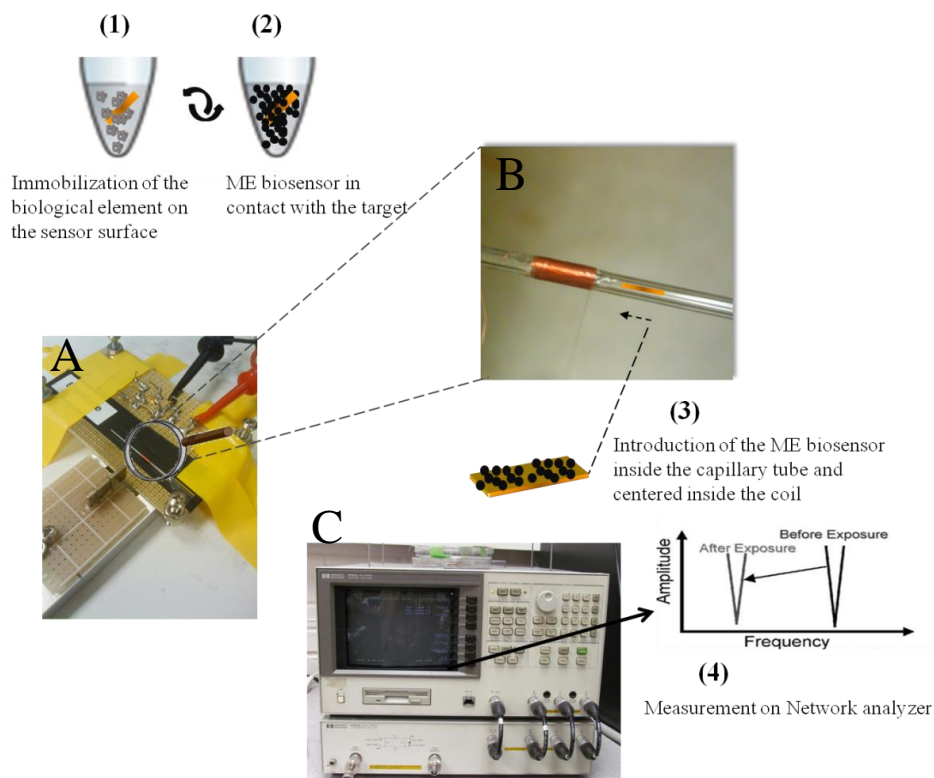 (1)
(2)
Immobilization of the
biological element on
the sensor surface
ME biosensor in
contact with the target
B
A
(3)
Introduction of the ME biosensor
inside the capillary tube and
centered inside the coil
C
Before Exposure
After Exposure
Amplitude
Frequency
(4)
Measurement on Network analyzer